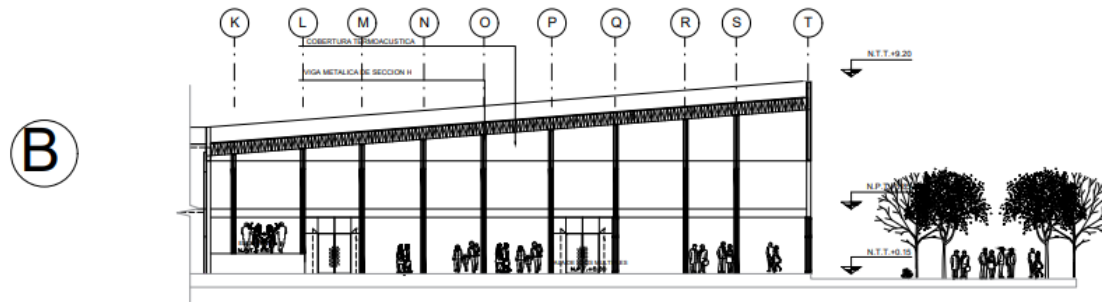 K L M N O P Q R S T
COBERTURA TERMOACUSTICA
N.T.T.+9.20
VIGA METALICA DE SECCION H
B
N.T.T.+0.15